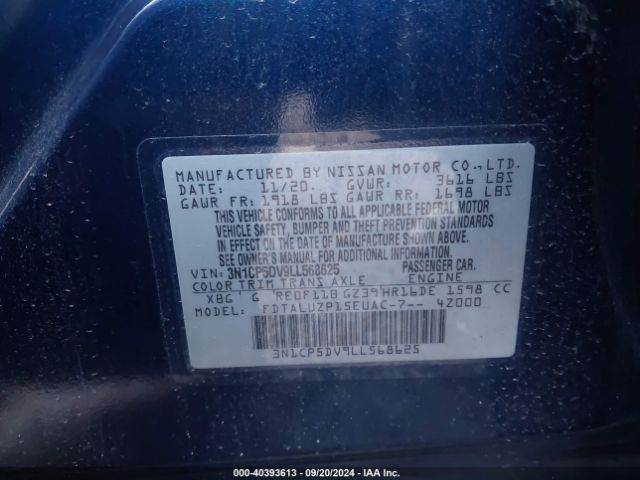 MANUFACTURED BY NISSAN MOTOR CO.,LTD.
DATE: 11/20. GVWR: 3616 LBS
GAWR FR: 1918 LBS GAWR RR: 1698 LBS
THIS VEHICLE CONFORMS TO ALL APPLICABLE FEDERAL MOTOR
VEHICLE SAFETY, BUMPER AND THEFT PREVENTION STANDARDS
IN EFFECT ON THE DATE OF MANUFACTURE SHOWN ABOVE.
SEE OWNER'S MANUAL FOR ADDITIONAL INFORMATION.
VIN: 3N1CP5DV9LL568625 PASSENGER CAR.
COLOR TRIM TRANS AXLE ENGINE
XBG G RE0F11B GZ39 HR16DE 1598 CC
MODEL: FDTALUZP15EUAC-7-- 4Z000
3N1CP5DV9LL568625
000-40393613 - 09/20/2024 - IAA Inc.